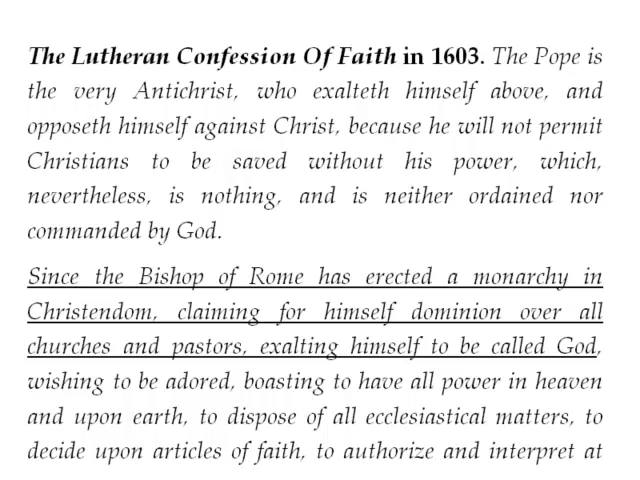 The Lutheran Confession Of Faith in 1603. The Pope is
the very Antichrist, who exalteth himself above, and
opposeth himself against Christ, because he will not permit
Christians to be saved without his power, which,
nevertheless, is nothing, and is neither ordained nor
commanded by God.
Since the Bishop of Rome has erected a monarchy in
Christendom, claiming for himself dominion over all
churches and pastors, exalting himself to be called God,
wishing to be adored, boasting to have all power in heaven
and upon earth, to dispose of all ecclesiastical matters, to
decide upon articles of faith, to authorize and interpret at